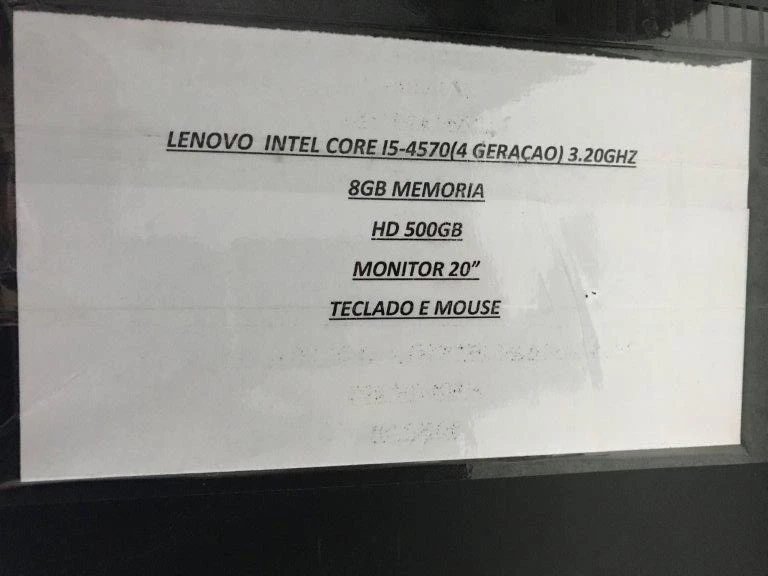 LENOVO  INTEL CORE I5-4570(4 GERAÇAO) 3.20GHZ
8GB MEMORIA
HD 500GB
MONITOR 20”
TECLADO E MOUSE